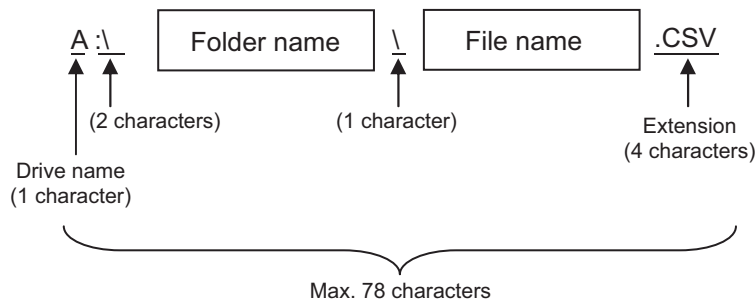 A :\ Folder name \ File name .CSV
(2 characters) (1 character) Extension
(4 characters)
Drive name
(1 character)
Max. 78 characters